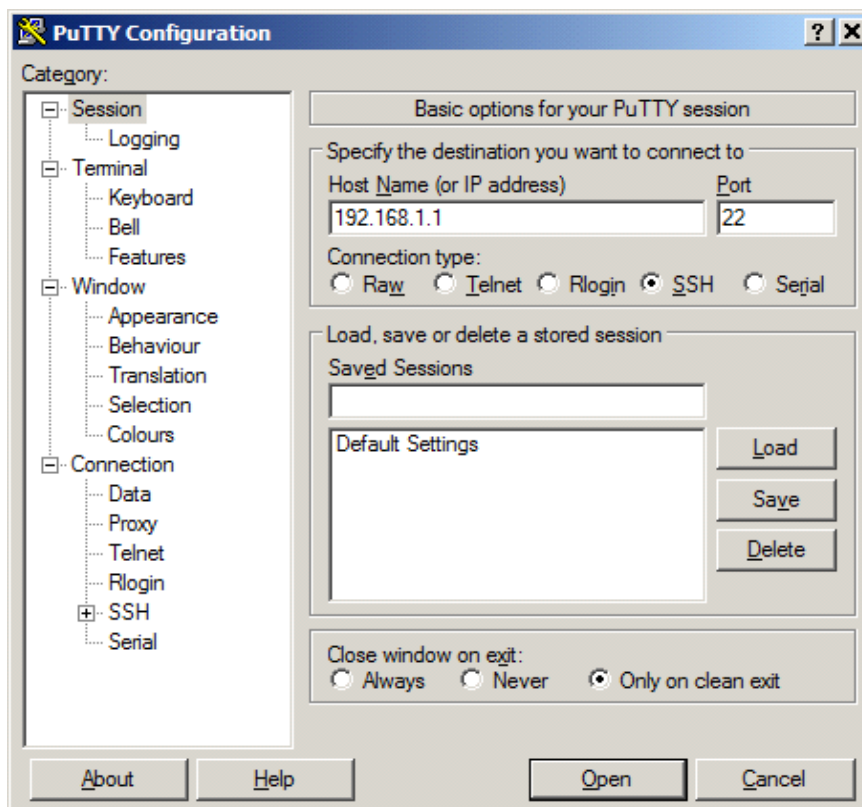 PuTTY Configuration
Category:
Session
Logging
Terminal
Keyboard
Bell
Features
Window
Appearance
Behaviour
Translation
Selection
Colours
Connection
Data
Proxy
Telnet
Rlogin
SSH
Serial
Basic options for your PuTTY session
Specify the destination you want to connect to
Host Name (or IP address) Port
192.168.1.1 22
Connection type:
Raw Telnet Rlogin SSH Serial
Load, save or delete a stored session
Saved Sessions
Default Settings
Load
Save
Delete
Close window on exit:
Always Never Only on clean exit
About Help Open Cancel